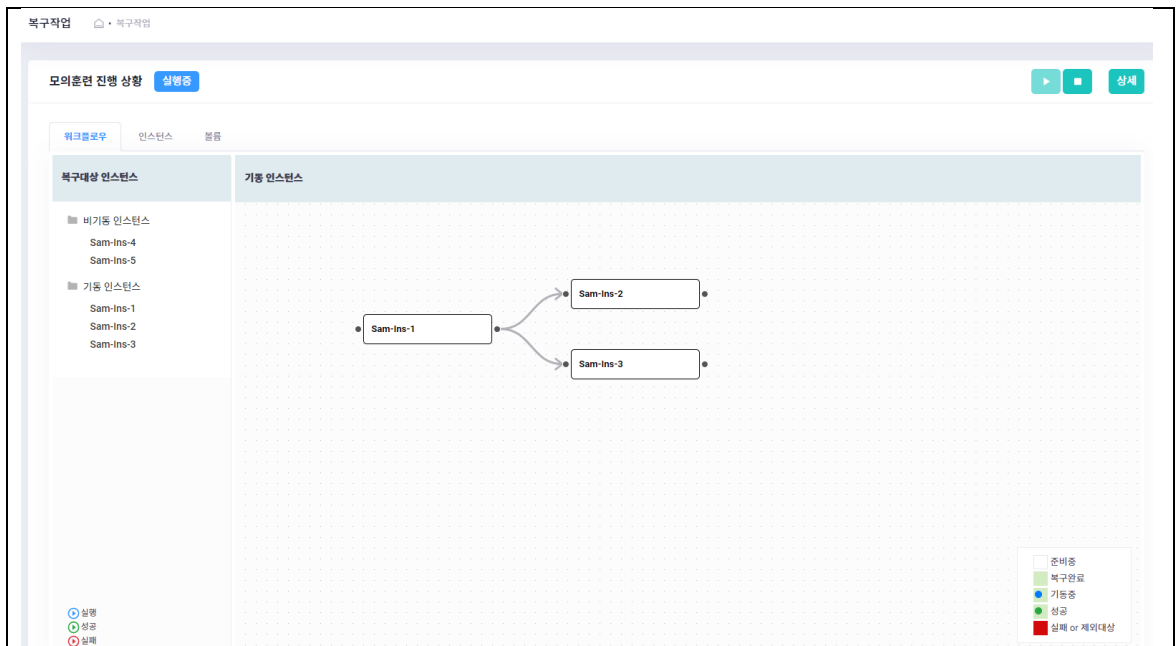 복구작업 • 복구작업
모의훈련 진행 상황 실행중
상세
워크플로우 인스턴스 볼륨
복구대상 인스턴스
비기동 인스턴스
Sam-Ins-4
Sam-Ins-5
기동 인스턴스
Sam-Ins-1
Sam-Ins-2
Sam-Ins-3
실행
성공
실패
기동 인스턴스
Sam-Ins-1
Sam-Ins-2
Sam-Ins-3
준비중
복구완료
기동중
성공
실패 or 제외대상